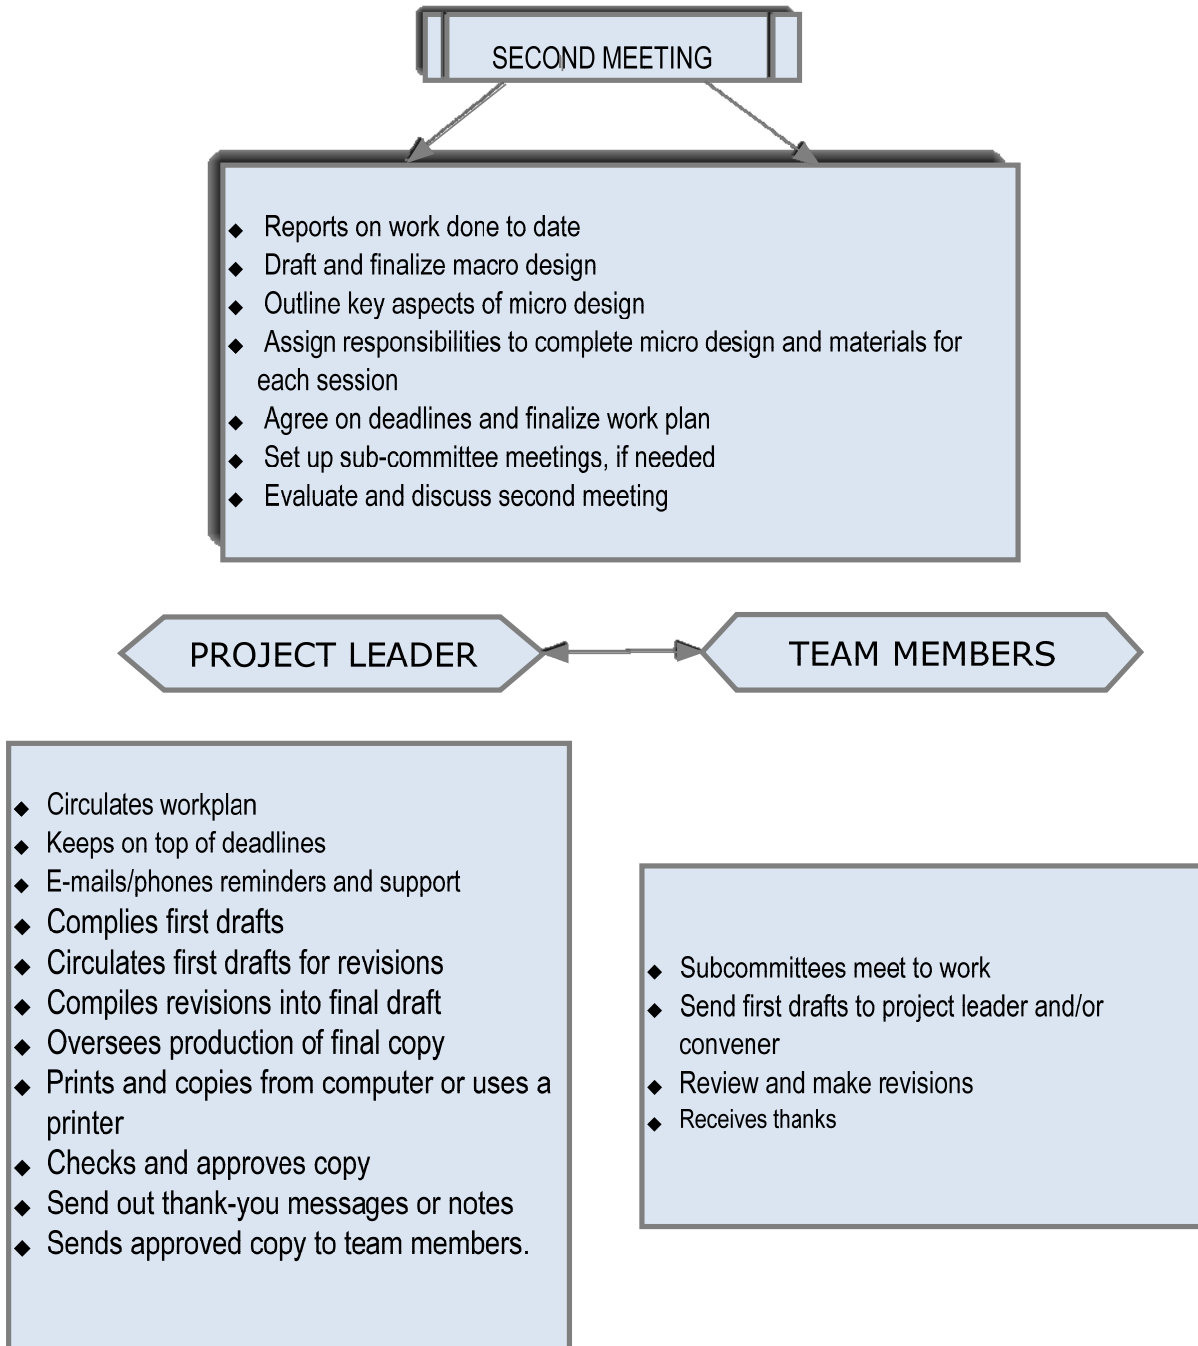 SECOND MEETING
◆ Reports on work done to date
◆ Draft and finalize macro design
◆ Outline key aspects of micro design
◆ Assign responsibilities to complete micro design and materials for
each session
◆ Agree on deadlines and finalize work plan
◆ Set up sub-committee meetings, if needed
◆ Evaluate and discuss second meeting
PROJECT LEADER
TEAM MEMBERS
◆ Circulates workplan
◆ Keeps on top of deadlines
◆ E-mails/phones reminders and support
◆ Complies first drafts
◆ Circulates first drafts for revisions
◆ Compiles revisions into final draft
◆ Oversees production of final copy
◆ Prints and copies from computer or uses a
printer
◆ Checks and approves copy
◆ Send out thank-you messages or notes
◆ Sends approved copy to team members.
◆ Subcommittees meet to work
◆ Send first drafts to project leader and/or
convener
◆ Review and make revisions
◆ Receives thanks